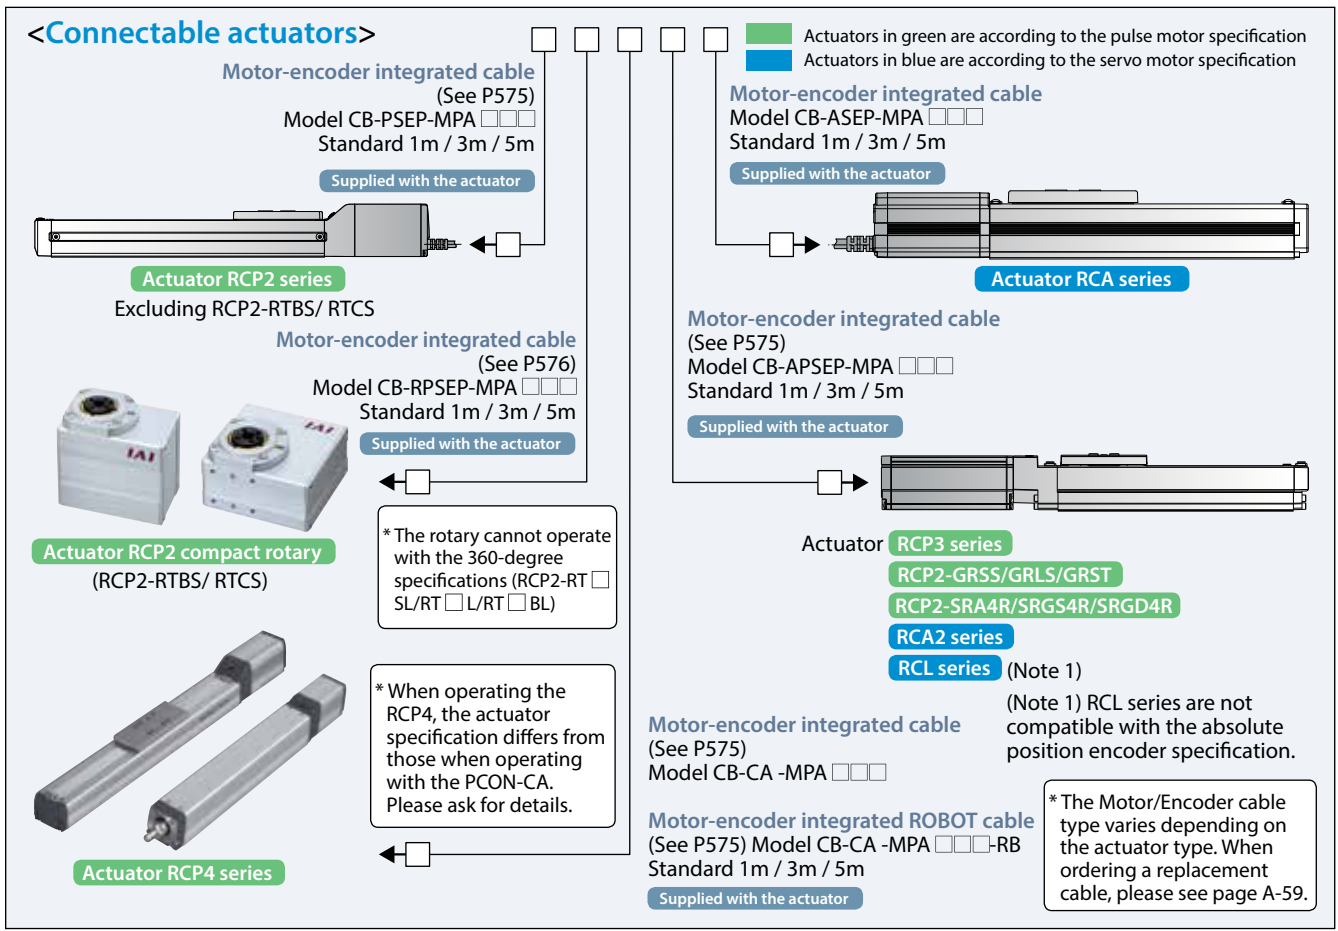 <Connectable actuators>
Actuators in green are according to the pulse motor specification
Actuators in blue are according to the servo motor specification
Motor-encoder integrated cable
(See P575)
Model CB-PSEP-MPA □□□
Standard 1m / 3m / 5m
Supplied with the actuator
Actuator RCP2 series
Excluding RCP2-RTBS/ RTCS
Motor-encoder integrated cable
Model CB-ASEP-MPA □□□
Standard 1m / 3m / 5m
Supplied with the actuator
Actuator RCA series
Motor-encoder integrated cable
(See P576)
Model CB-RPSEP-MPA □□□
Standard 1m / 3m / 5m
Supplied with the actuator
IAI
IAI
Actuator RCP2 compact rotary
(RCP2-RTBS/ RTCS)
* The rotary cannot operate
with the 360-degree
specifications (RCP2-RT □
SL/RT □ L/RT □ BL)
Motor-encoder integrated cable
(See P575)
Model CB-APSEP-MPA □□□
Standard 1m / 3m / 5m
Supplied with the actuator
Actuator RCP3 series
RCP2-GRSS/GRLS/GRST
RCP2-SRA4R/SRGS4R/SRGD4R
RCA2 series
RCL series (Note 1)
(Note 1) RCL series are not
compatible with the absolute
position encoder specification.
* When operating the
RCP4, the actuator
specification differs from
those when operating
with the PCON-CA.
Please ask for details.
Actuator RCP4 series
Motor-encoder integrated cable
(See P575)
Model CB-CA -MPA □□□
Motor-encoder integrated ROBOT cable
(See P575) Model CB-CA -MPA □□□-RB
Standard 1m / 3m / 5m
Supplied with the actuator
* The Motor/Encoder cable
type varies depending on
the actuator type. When
ordering a replacement
cable, please see page A-59.